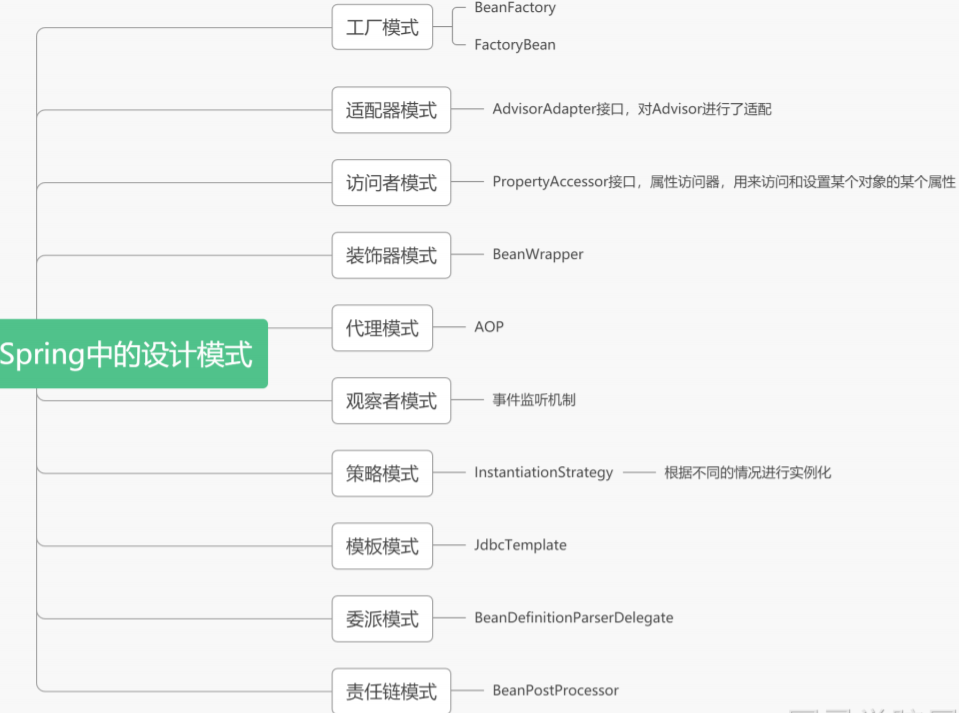 工厂模式
BeanFactory
FactoryBean
适配器模式
AdvisorAdapter接口，对Advisor进行了适配
访问者模式
PropertyAccessor接口，属性访问器，用来访问和设置某个对象的某个属性
装饰器模式
BeanWrapper
Spring中的设计模式
代理模式
AOP
观察者模式
事件监听机制
策略模式
InstantiationStrategy
根据不同的情况进行实例化
模板模式
JdbcTemplate
委派模式
BeanDefinitionParserDelegate
责任链模式
BeanPostProcessor